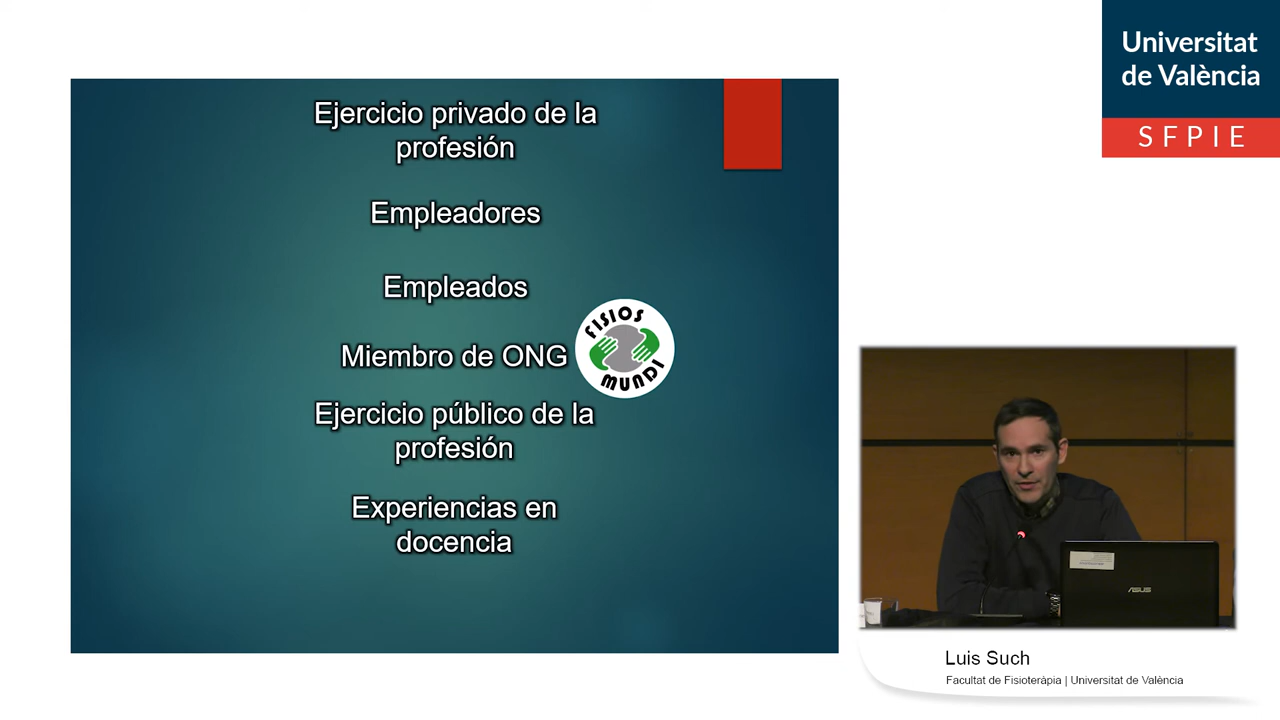 Universitat
de València
SFPIE
Ejercicio privado de la
profesión
Empleadores
Empleados
Miembro de ONG
FISIOS
MUNDI
Ejercicio público de la
profesión
Experiencias en
docencia
ASUS
Luis Such
Facultat de Fisioteràpia | Universitat de València